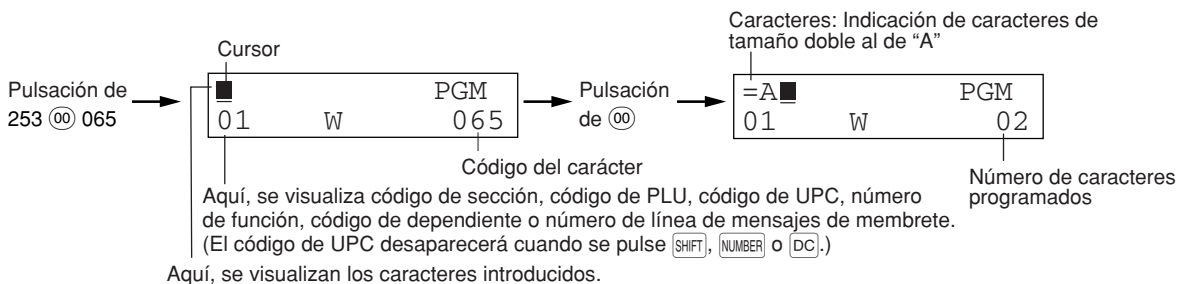 Caracteres: Indicación de caracteres de
tamaño doble al de “A”
Cursor
Pulsación de
253 00 065
PGM
01 W 065
Pulsación
de 00
=A PGM
01 W 02
Código del carácter
Número de caracteres
programados
Aquí, se visualiza código de sección, código de PLU, código de UPC, número
de función, código de dependiente o número de línea de mensajes de membrete.
(El código de UPC desaparecerá cuando se pulse SHIFT, NUMBER o DC.)
Aquí, se visualizan los caracteres introducidos.